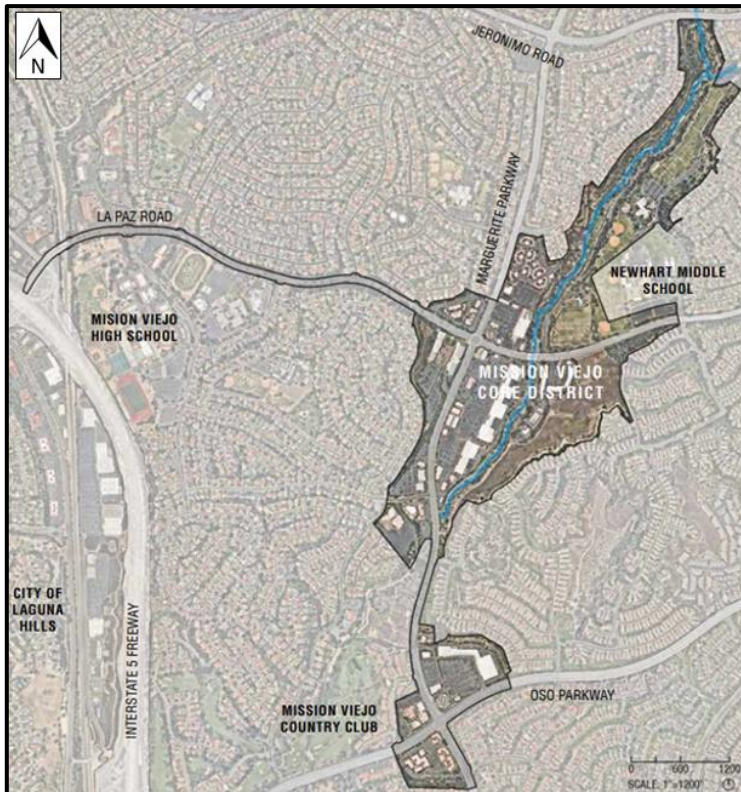 N
JERONIMO ROAD
LA PAZ ROAD
MARGUERITE PARKWAY
NEWHART MIDDLE
SCHOOL
MISION VIEJO
HIGH SCHOOL
MISSION VIEJO
CORE DISTRICT
CITY OF
LAGUNA
HILLS
INTERSTATE 5 FREEWAY
MISSION VIEJO
COUNTRY CLUB
OSO PARKWAY
0 600 1200
SCALE: 1"=1200"